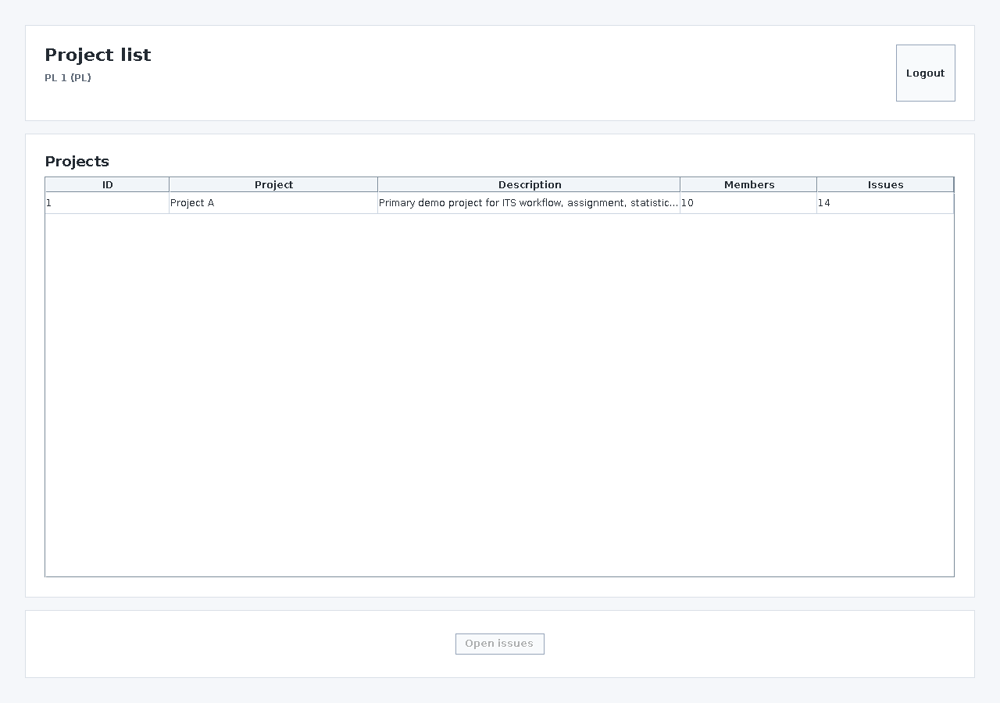 Project list
PL 1 (PL)
Logout
Projects
ID Project Description Members Issues
1 Project A Primary demo project for ITS workflow, assignment, statistic... 10 14
Open issues